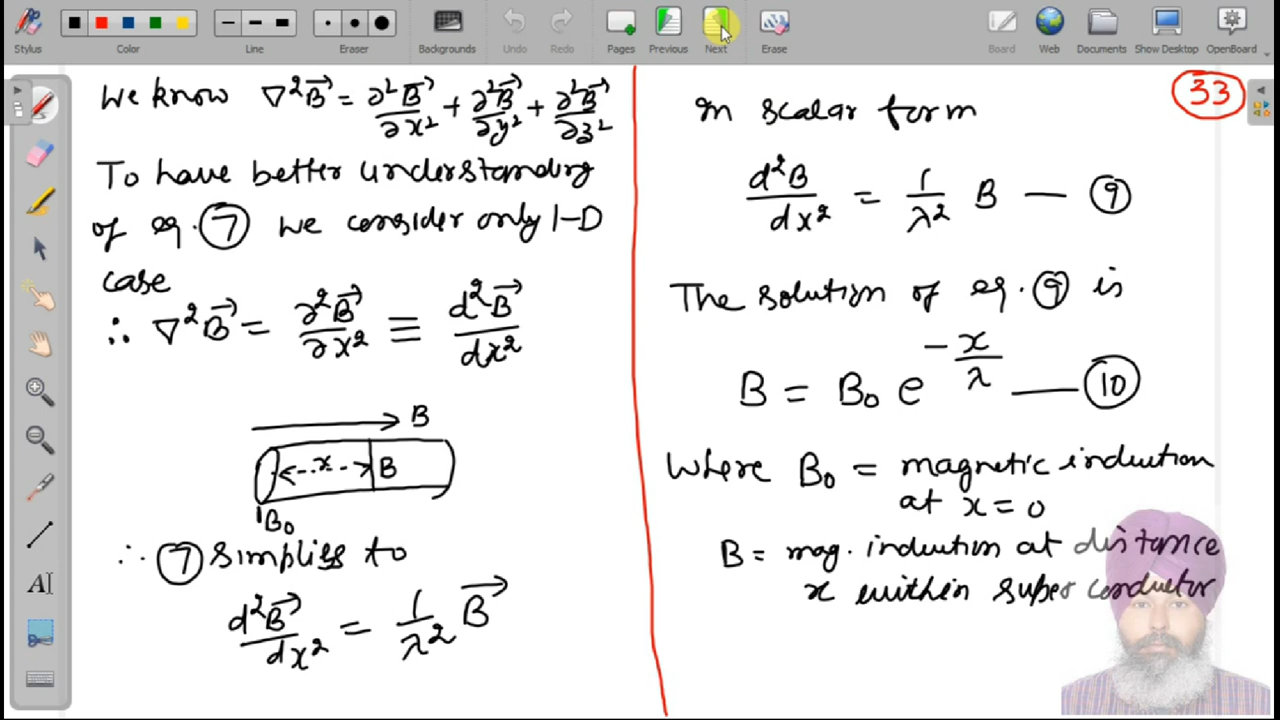 Stylus
Color
Line
Eraser
Backgrounds
Undo
Redo
Pages
Previous
Next
Erase
Board
Web
Documents
Show Desktop
OpenBoard
We know ∇²B⃗ = ∂²B⃗/∂x² + ∂²B⃗/∂y² + ∂²B⃗/∂z²
To have better understanding
of eq. ⑦ we consider only 1-D
case
∴ ∇²B⃗ = ∂²B⃗/∂x² ≡ d²B⃗/dx²
B
x
B
B₀
∴ ⑦ simplies to
d²B⃗/dx² = 1/λ² B⃗
33
In scalar form
d²B/dx² = 1/λ² B — ⑨
The solution of eq. ⑨ is
B = B₀ e^(-x/λ) — ⑩
Where B₀ = magnetic induction
at x = 0
B = mag. induction at distance
x within super conductor